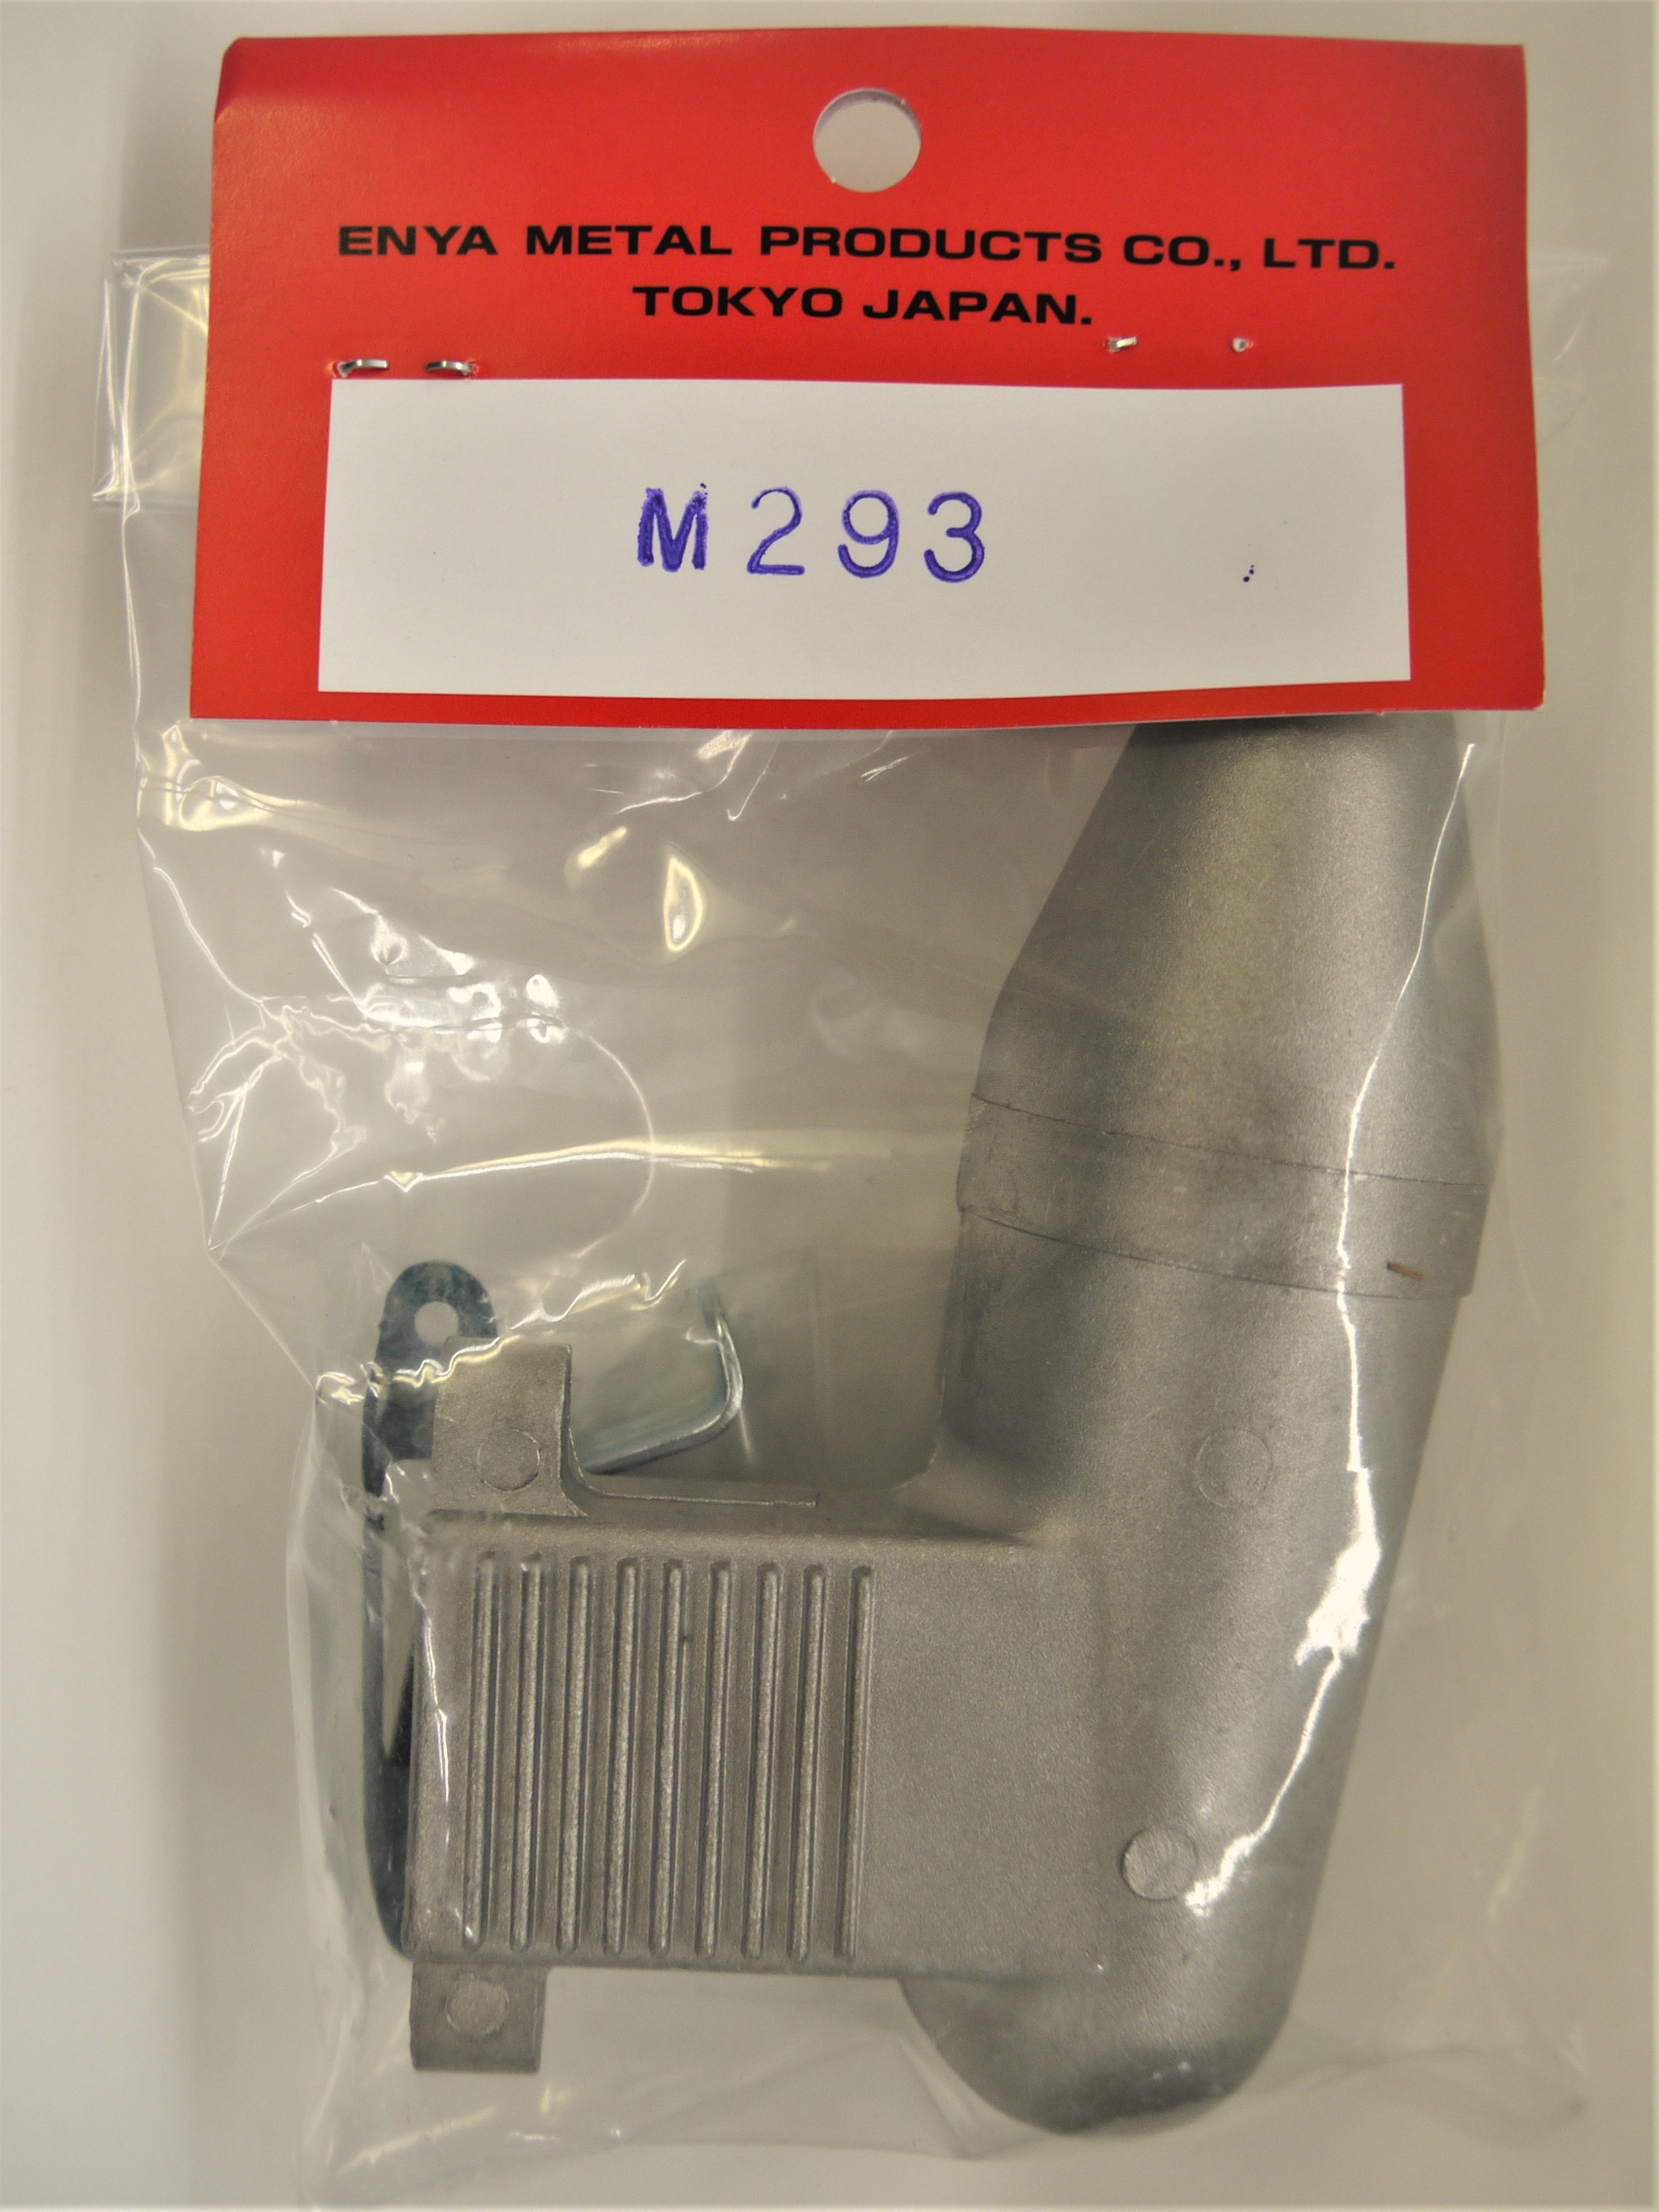 ENYA METAL PRODUCTS CO., LTD.
TOKYO JAPAN.
M293